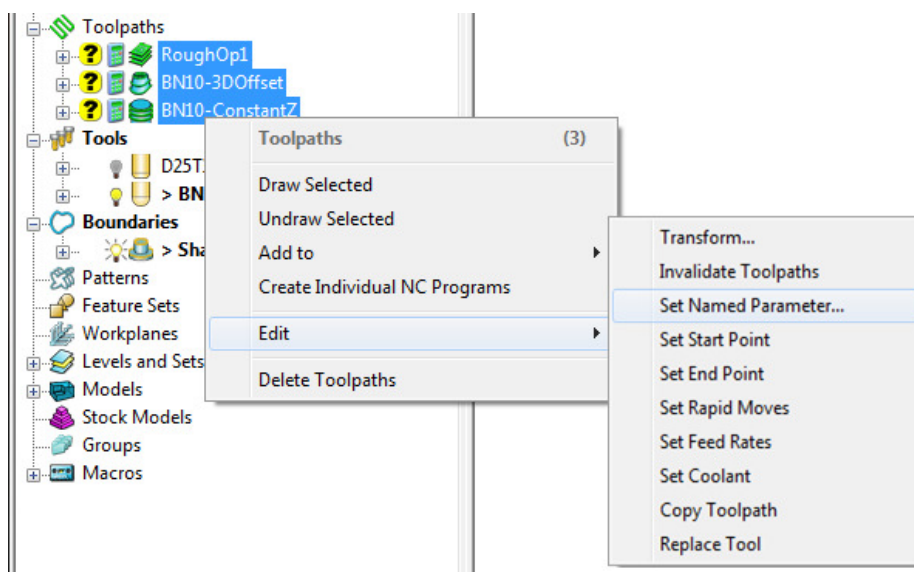 Toolpaths
RoughOp1
BN10-3DOffset
BN10-ConstantZ
Tools
D25T
> BN
Boundaries
> Sha
Patterns
Feature Sets
Workplanes
Levels and Sets
Models
Stock Models
Groups
Macros
Toolpaths (3)
Draw Selected
Undraw Selected
Add to
Create Individual NC Programs
Edit
Delete Toolpaths
Transform...
Invalidate Toolpaths
Set Named Parameter...
Set Start Point
Set End Point
Set Rapid Moves
Set Feed Rates
Set Coolant
Copy Toolpath
Replace Tool